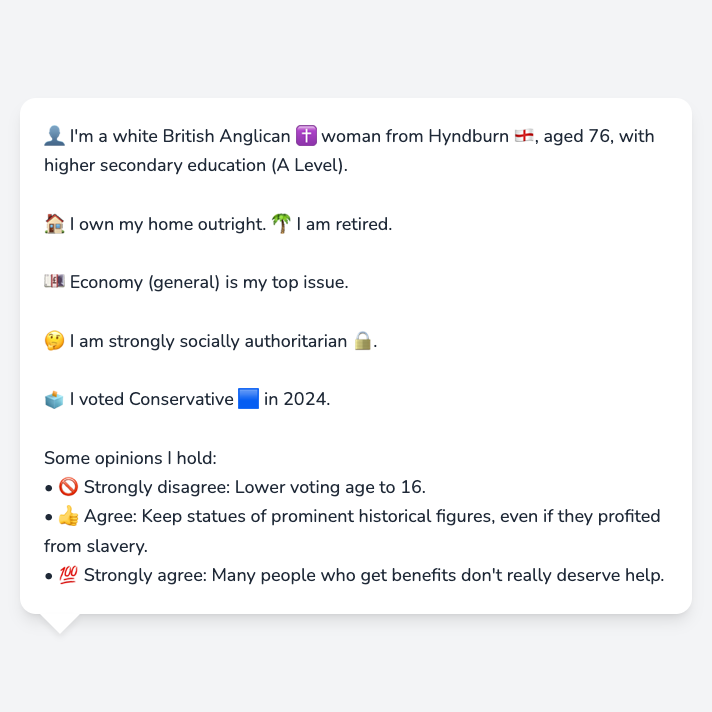 👤 I'm a white British Anglican ✝️ woman from Hyndburn 🏴󠁧󠁢󠁥󠁮󠁧󠁿, aged 76, with
higher secondary education (A Level).
🏠 I own my home outright. 🌴 I am retired.
💷 Economy (general) is my top issue.
🤔 I am strongly socially authoritarian 🔒.
🗳️ I voted Conservative 🟦 in 2024.
Some opinions I hold:
• 🚫 Strongly disagree: Lower voting age to 16.
• 👍 Agree: Keep statues of prominent historical figures, even if they profited
from slavery.
• 💯 Strongly agree: Many people who get benefits don't really deserve help.